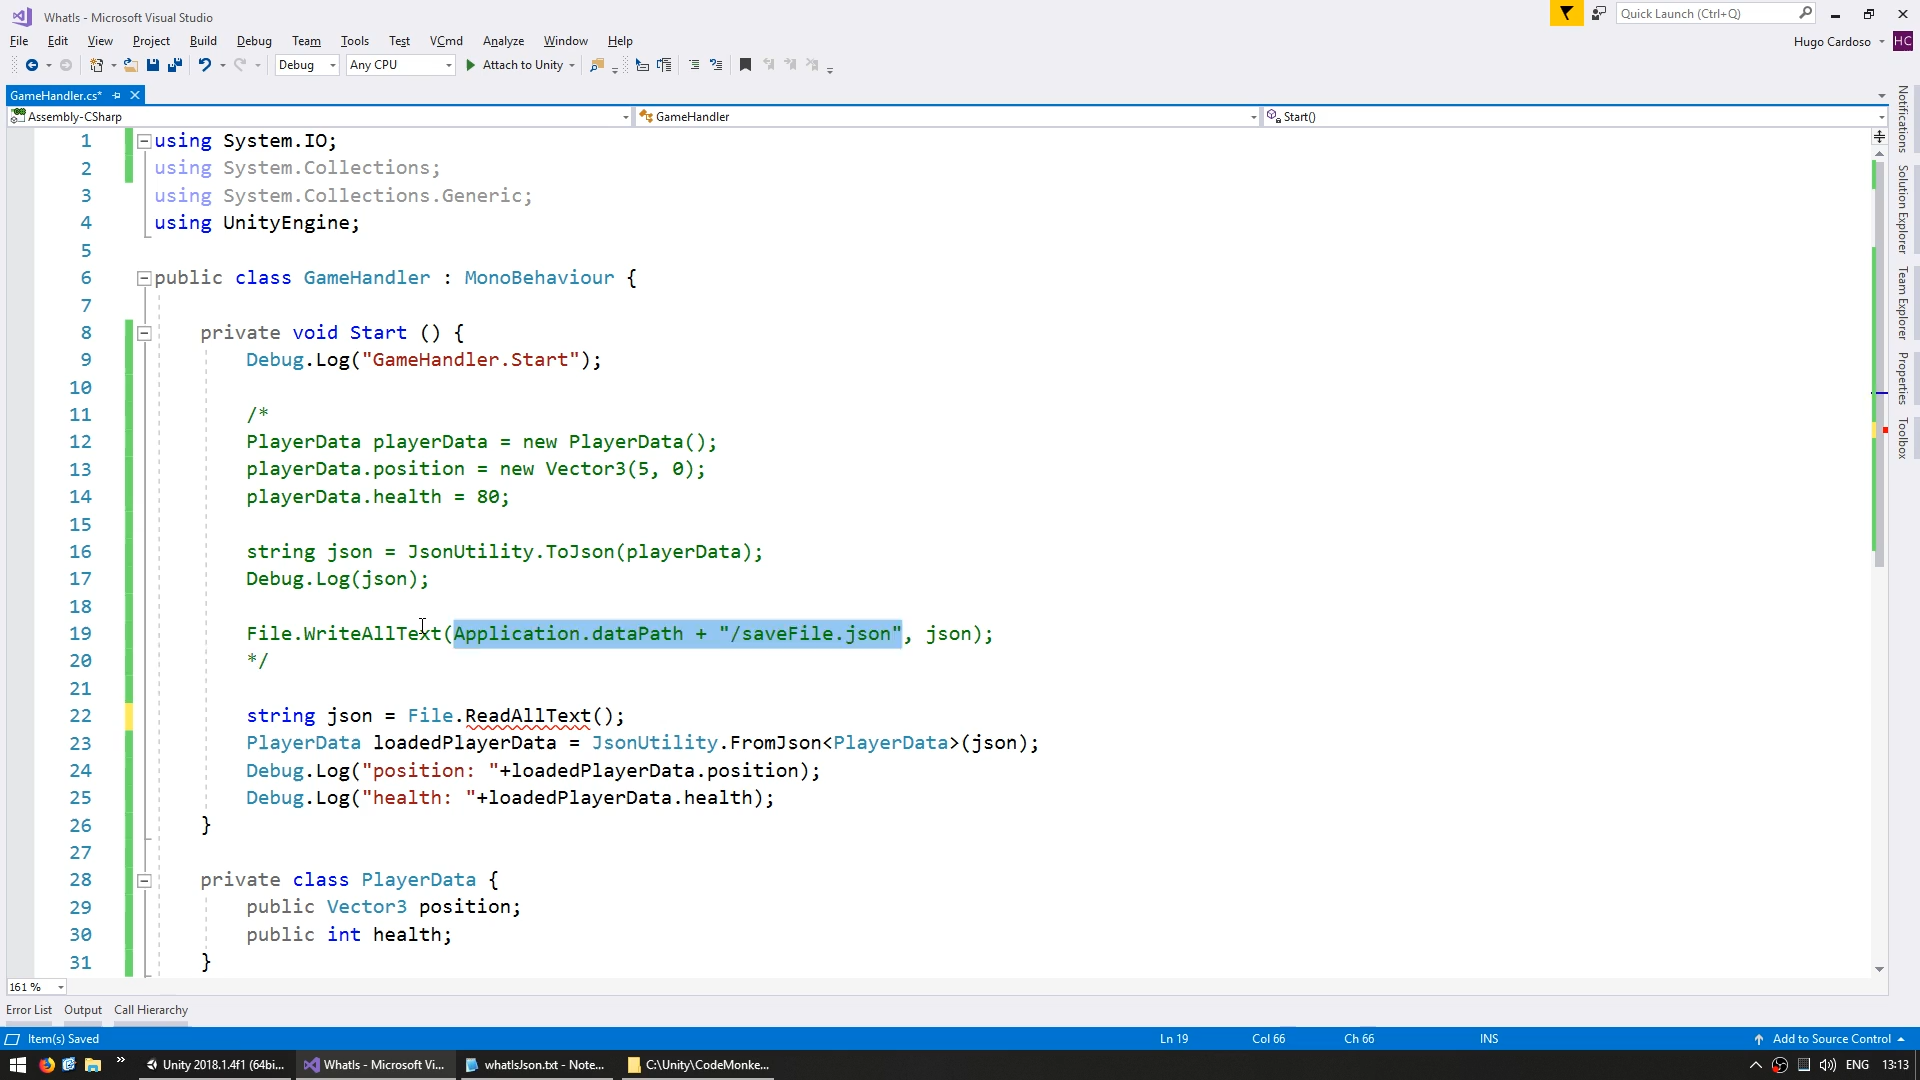 WhatIs - Microsoft Visual Studio
Quick Launch (Ctrl+Q)
File Edit View Project Build Debug Team Tools Test VCmd Analyze Window Help
Hugo Cardoso HC
Debug Any CPU Attach to Unity
GameHandler.cs*
Assembly-CSharp GameHandler Start()
1 using System.IO;
2 using System.Collections;
3 using System.Collections.Generic;
4 using UnityEngine;
5
6 public class GameHandler : MonoBehaviour {
7
8 private void Start () {
9 Debug.Log("GameHandler.Start");
10
11 /*
12 PlayerData playerData = new PlayerData();
13 playerData.position = new Vector3(5, 0);
14 playerData.health = 80;
15
16 string json = JsonUtility.ToJson(playerData);
17 Debug.Log(json);
18
19 File.WriteAllText(Application.dataPath + "/saveFile.json", json);
20 */
21
22 string json = File.ReadAllText();
23 PlayerData loadedPlayerData = JsonUtility.FromJson<PlayerData>(json);
24 Debug.Log("position: "+loadedPlayerData.position);
25 Debug.Log("health: "+loadedPlayerData.health);
26 }
27
28 private class PlayerData {
29 public Vector3 position;
30 public int health;
31 }
Notifications
Solution Explorer
Team Explorer
Properties
Toolbox
161 %
Error List Output Call Hierarchy
Item(s) Saved Ln 19 Col 66 Ch 66 INS Add to Source Control
» Unity 2018.1.4f1 (64bi... WhatIs - Microsoft Vi... whatIsJson.txt - Note... C:\Unity\CodeMonke... ENG 13:13